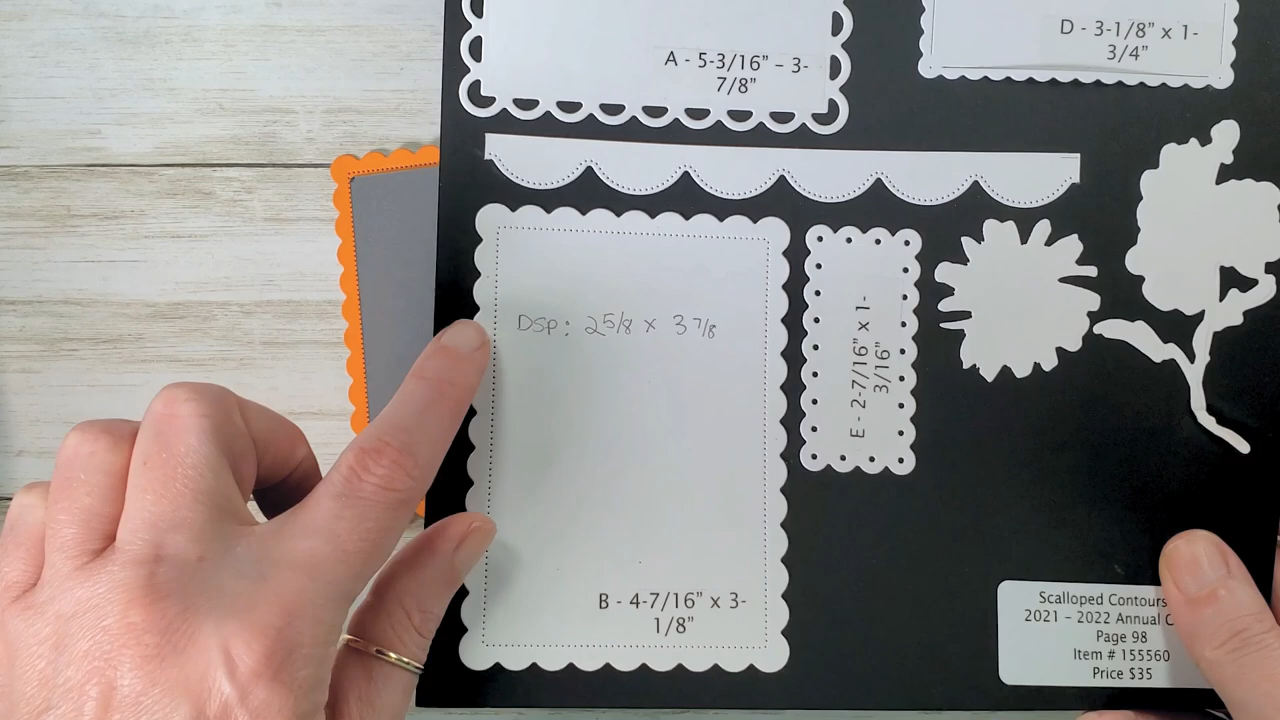 A - 5-3/16” – 3-
7/8”
D - 3-1/8” x 1-
3/4”
DSP: 2 5/8 x 3 7/8
E - 2-7/16” x 1-
3/16”
B - 4-7/16” x 3-
1/8”
Scalloped Contours
2021 – 2022 Annual C
Page 98
Item # 155560
Price $35